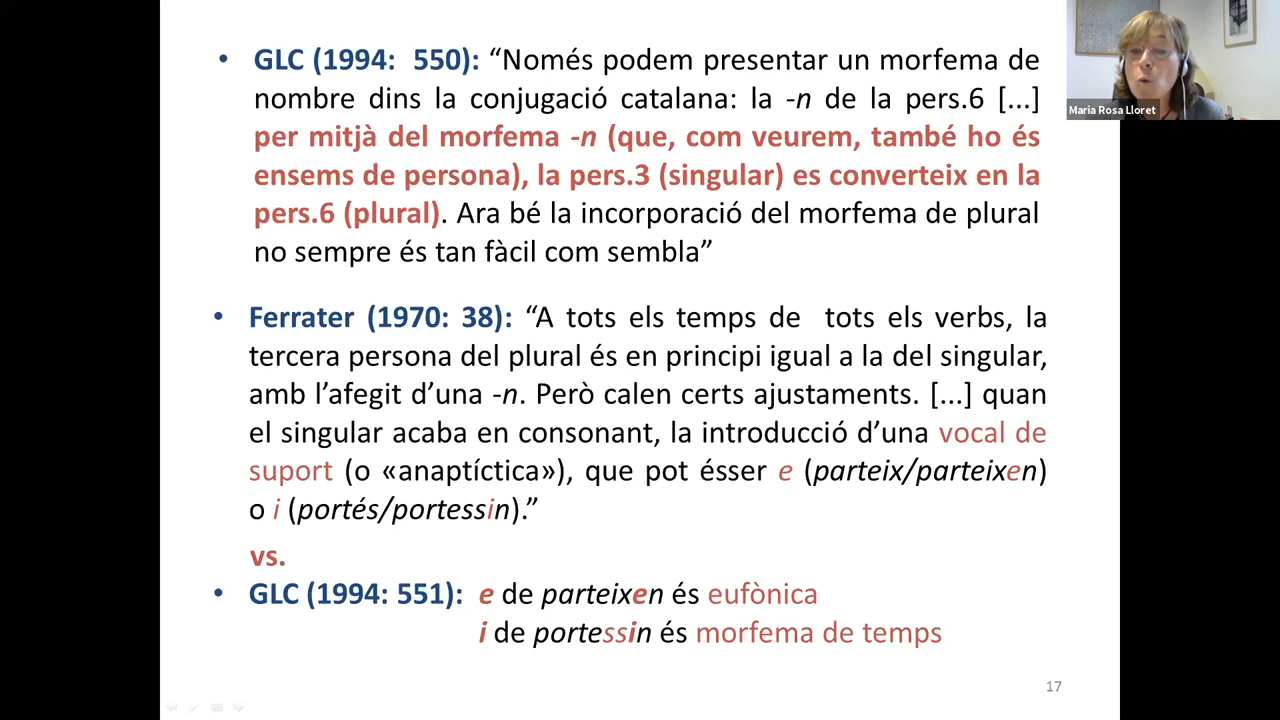 • GLC (1994: 550): “Només podem presentar un morfema de
nombre dins la conjugació catalana: la -n de la pers.6 [...]
per mitjà del morfema -n (que, com veurem, també ho és
ensems de persona), la pers.3 (singular) es converteix en la
pers.6 (plural). Ara bé la incorporació del morfema de plural
no sempre és tan fàcil com sembla”
• Ferrater (1970: 38): “A tots els temps de tots els verbs, la
tercera persona del plural és en principi igual a la del singular,
amb l’afegit d’una -n. Però calen certs ajustaments. [...] quan
el singular acaba en consonant, la introducció d’una vocal de
suport (o «anaptíctica»), que pot ésser e (parteix/parteixen)
o i (portés/portessin).”
vs.
• GLC (1994: 551): e de parteixen és eufònica
i de portessin és morfema de temps
17
Maria Rosa Lloret